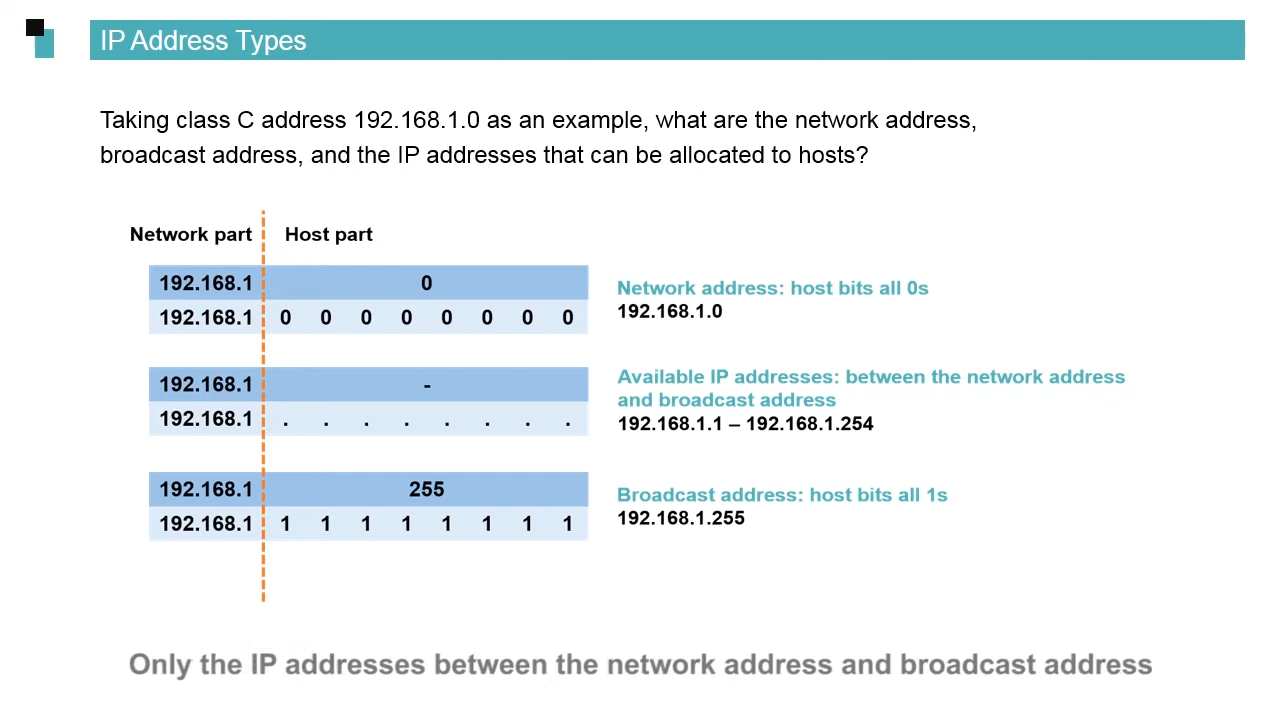 IP Address Types
Taking class C address 192.168.1.0 as an example, what are the network address,
broadcast address, and the IP addresses that can be allocated to hosts?
Network part Host part
192.168.1 0
192.168.1 0 0 0 0 0 0 0 0
Network address: host bits all 0s
192.168.1.0
192.168.1 -
192.168.1 . . . . . . . .
Available IP addresses: between the network address
and broadcast address
192.168.1.1 – 192.168.1.254
192.168.1 255
192.168.1 1 1 1 1 1 1 1 1
Broadcast address: host bits all 1s
192.168.1.255
Only the IP addresses between the network address and broadcast address